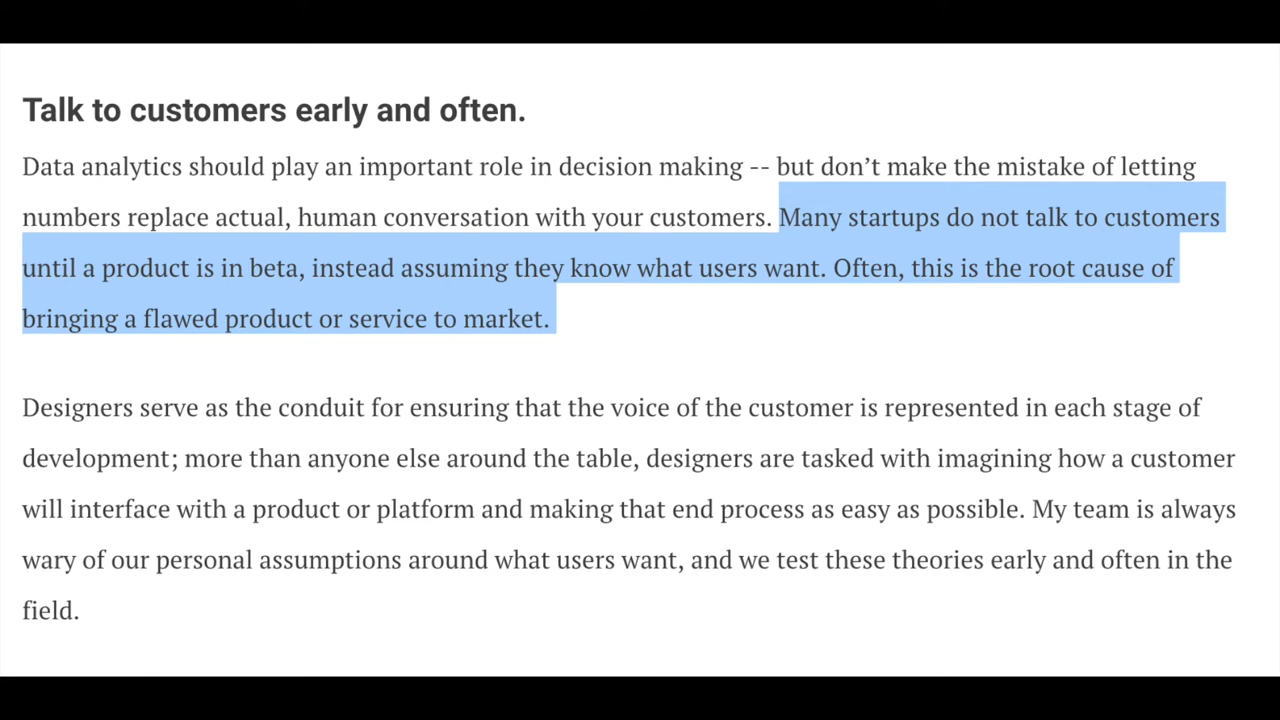 Talk to customers early and often.
Data analytics should play an important role in decision making -- but don’t make the mistake of letting
numbers replace actual, human conversation with your customers. Many startups do not talk to customers
until a product is in beta, instead assuming they know what users want. Often, this is the root cause of
bringing a flawed product or service to market.
Designers serve as the conduit for ensuring that the voice of the customer is represented in each stage of
development; more than anyone else around the table, designers are tasked with imagining how a customer
will interface with a product or platform and making that end process as easy as possible. My team is always
wary of our personal assumptions around what users want, and we test these theories early and often in the
field.